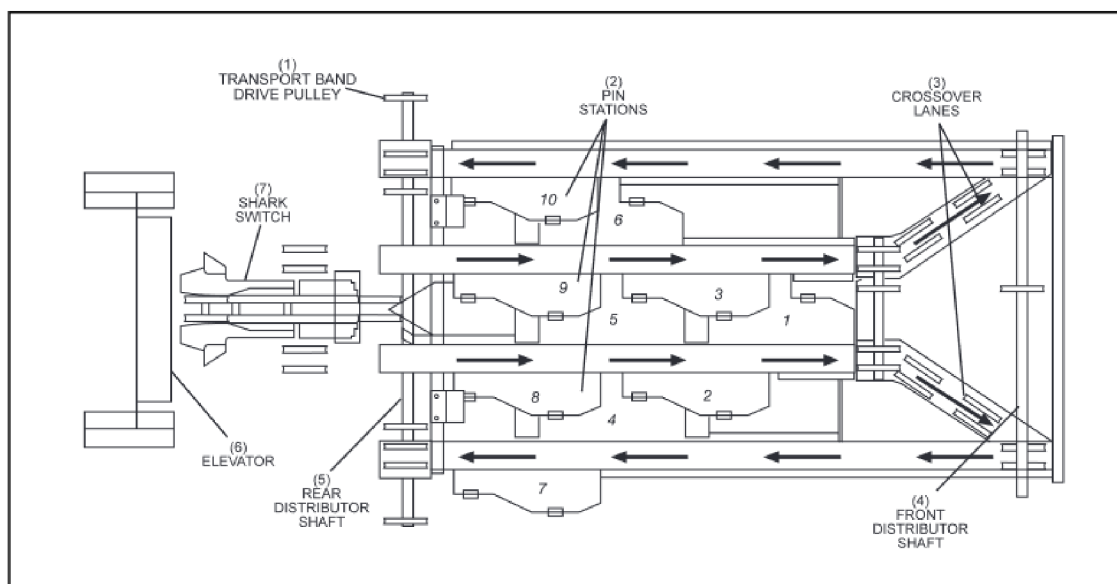 (1)
TRANSPORT BAND
DRIVE PULLEY
(2)
PIN
STATIONS
(3)
CROSSOVER
LANES
(7)
SHARK
SWITCH
10
6
9
3
5
1
8
2
4
7
(6)
ELEVATOR
(5)
REAR
DISTRIBUTOR
SHAFT
(4)
FRONT
DISTRIBUTOR
SHAFT